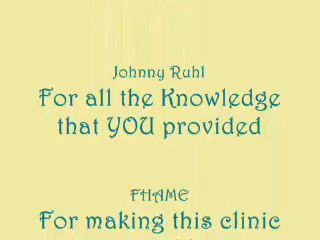 Johnny Ruhl
For all the Knowledge
that YOU provided
FHAME
For making this clinic